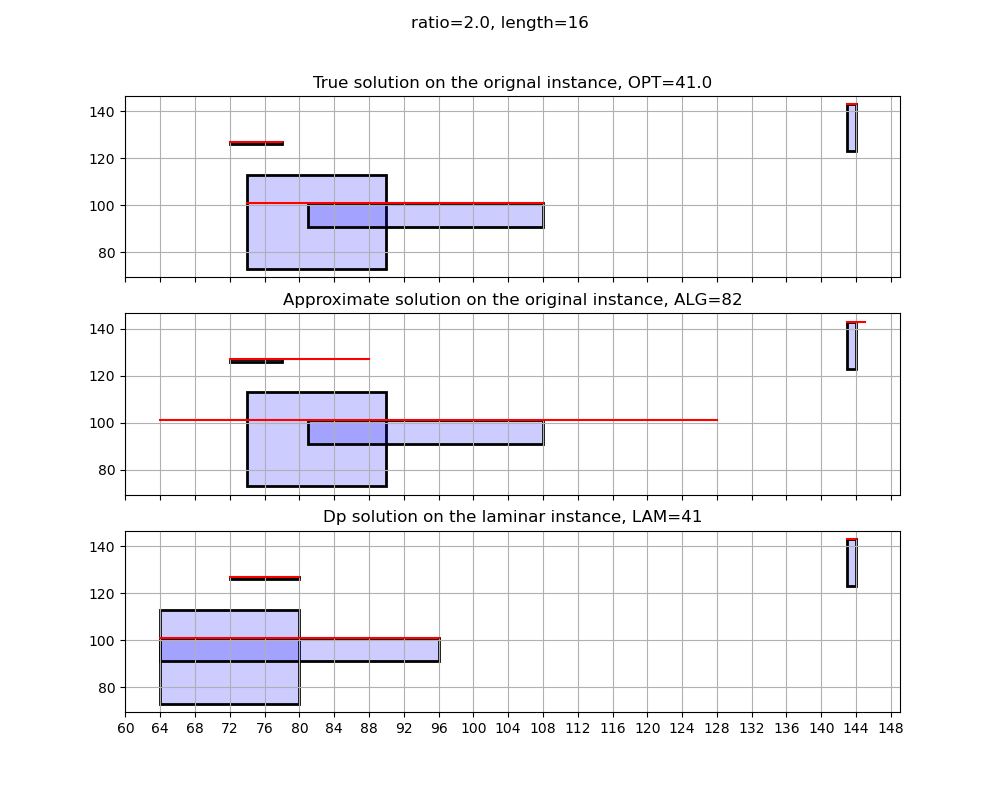 ratio=2.0, length=16
True solution on the orignal instance, OPT=41.0
140
120
100
80
Approximate solution on the original instance, ALG=82
140
120
100
80
Dp solution on the laminar instance, LAM=41
140
120
100
80
60 64 68 72 76 80 84 88 92 96 100 104 108 112 116 120 124 128 132 136 140 144 148